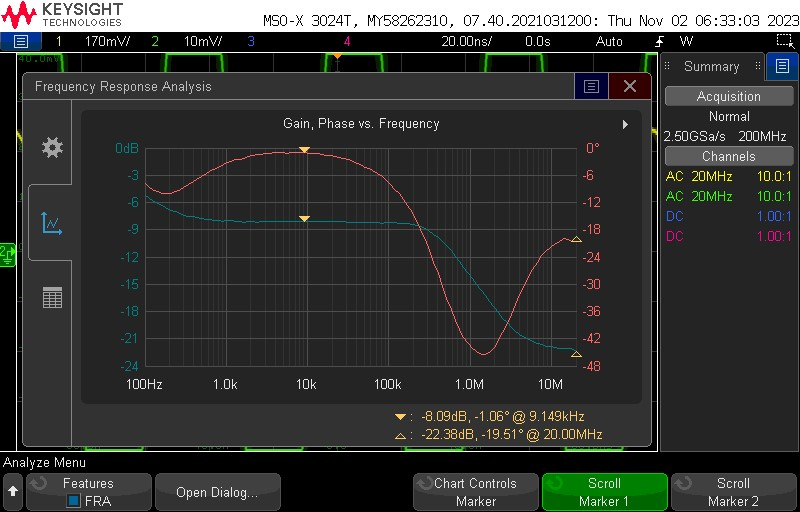 KEYSIGHT
TECHNOLOGIES
MSO-X 3024T, MY58262310, 07.40.2021031200: Thu Nov 02 06:33:03 2023
1 170mV/ 2 10mV/ 3 4 20.00ns/ 0.0s Auto W
40.0mV
Frequency Response Analysis
Summary
Acquisition
Normal
2.50GSa/s 200MHz
Channels
AC 20MHz 10.0:1
AC 20MHz 10.0:1
DC 1.00:1
DC 1.00:1
Gain, Phase vs. Frequency
0dB 0°
-3 -6
-6 -12
-9 -18
-12 -24
-15 -30
-18 -36
-21 -42
-24 -48
100Hz 1.0k 10k 100k 1.0M 10M
2
: -8.09dB, -1.06° @ 9.149kHz
: -22.38dB, -19.51° @ 20.00MHz
Analyze Menu
Features
FRA
Open Dialog...
Chart Controls
Marker
Scroll
Marker 1
Scroll
Marker 2